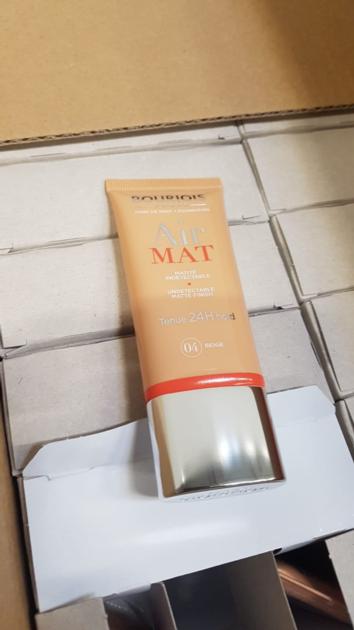 BOURJOIS
Air
MAT
MATITÉ
INDÉTECTABLE
UNDETECTABLE
MATTE FINISH
Tenue 24H hold
04 BEIGE